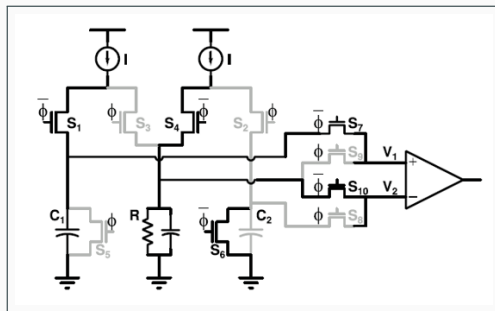 I I
ϕ̅ S₁ ϕ S₃ S₄ ϕ̅ S₂ ϕ
ϕ̅ S₇
ϕ S₉ V₁ +
ϕ̅ S₁₀ V₂ −
ϕ S₈
C₁ ϕ S₅ R ϕ̅ S₆ C₂